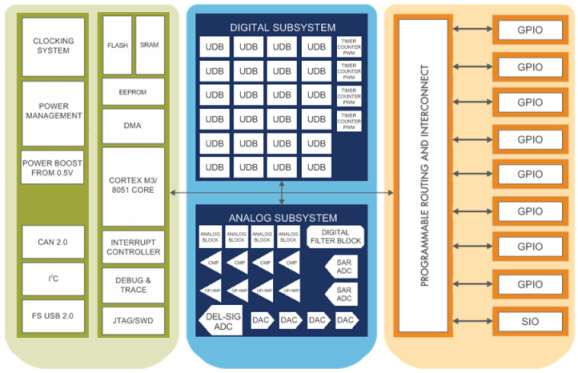 CLOCKING
SYSTEM
POWER
MANAGEMENT
POWER BOOST
FROM 0.5V
CAN 2.0
I²C
FS USB 2.0
FLASH
SRAM
EEPROM
DMA
CORTEX M3/
8051 CORE
INTERRUPT
CONTROLLER
DEBUG &
TRACE
JTAG/SWD
DIGITAL SUBSYSTEM
UDB UDB UDB UDB
UDB UDB UDB UDB
UDB UDB UDB UDB
UDB UDB UDB UDB
UDB UDB UDB UDB
UDB UDB UDB UDB
TIMER
COUNTER
PWM
TIMER
COUNTER
PWM
TIMER
COUNTER
PWM
TIMER
COUNTER
PWM
ANALOG SUBSYSTEM
ANALOG
BLOCK
ANALOG
BLOCK
ANALOG
BLOCK
ANALOG
BLOCK
DIGITAL
FILTER BLOCK
CMP CMP CMP CMP
SAR
ADC
OP-AMP OP-AMP OP-AMP OP-AMP
SAR
ADC
DEL-SIG
ADC
DAC DAC DAC DAC
PROGRAMMABLE ROUTING AND INTERCONNECT
GPIO
GPIO
GPIO
GPIO
GPIO
GPIO
GPIO
GPIO
SIO